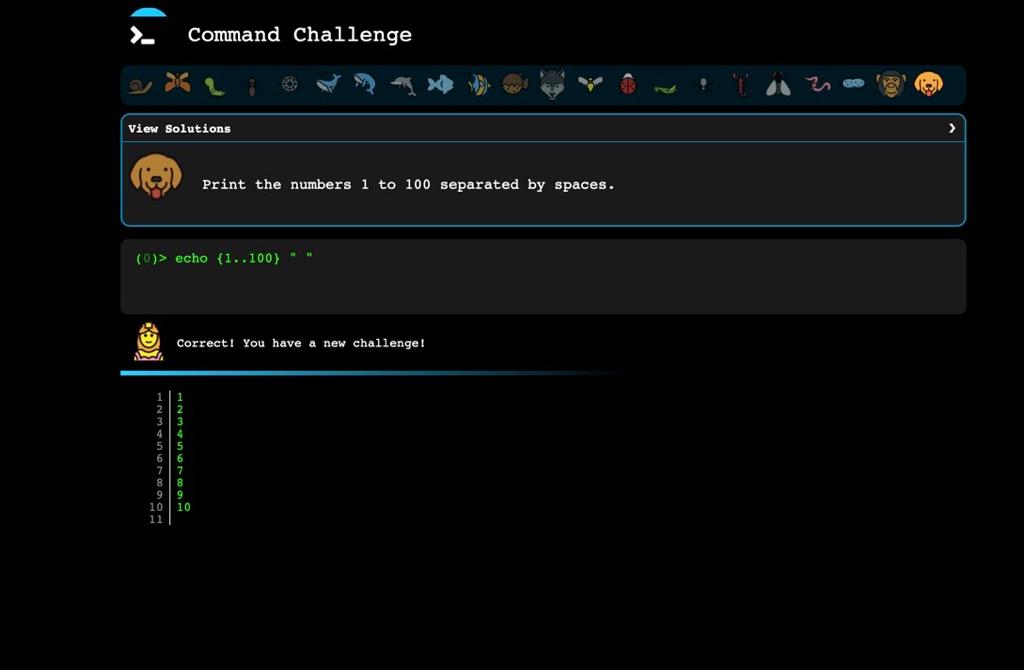 Command Challenge
View Solutions ❯
Print the numbers 1 to 100 separated by spaces.
(0)> echo {1..100} " "
Correct! You have a new challenge!
1 1
2 2
3 3
4 4
5 5
6 6
7 7
8 8
9 9
10 10
11